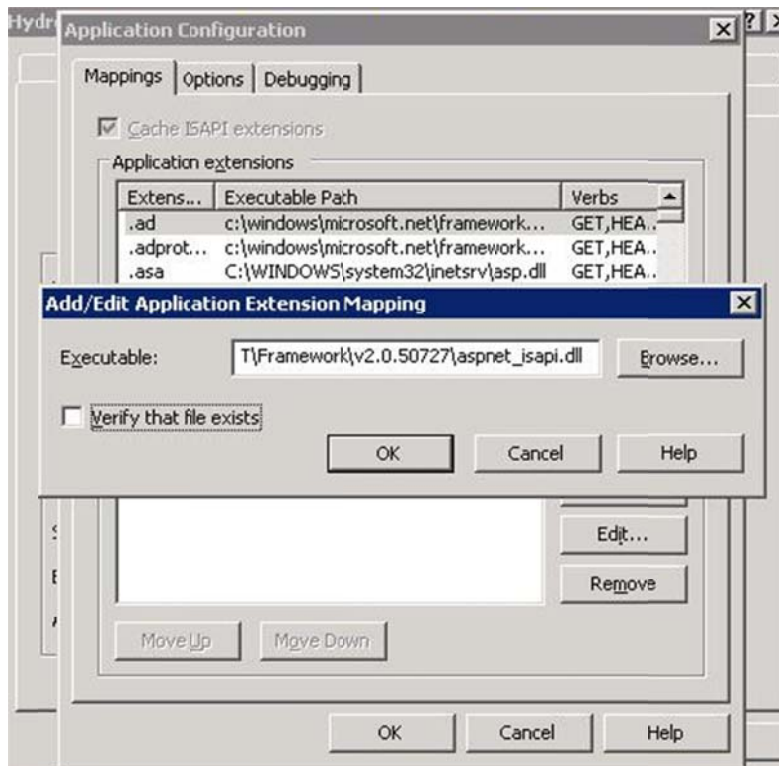 Hydr
Application Configuration
Mappings Options Debugging
Cache ISAPI extensions
Application extensions
Extens... Executable Path Verbs
.ad c:\windows\microsoft.net\framework... GET,HEA..
.adprot... c:\windows\microsoft.net\framework... GET,HEA..
.asa C:\WINDOWS\system32\inetsrv\asp.dll GET,HEA..
Add/Edit Application Extension Mapping
Executable: T\Framework\v2.0.50727\aspnet_isapi.dll Browse...
Verify that file exists
OK Cancel Help
Edit...
Remove
Move Up Move Down
OK Cancel Help